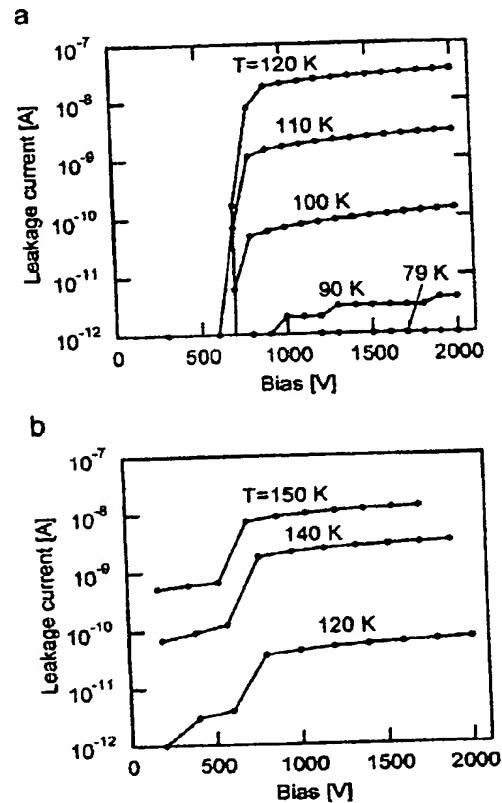 a
10⁻⁷
T=120 K
10⁻⁸
110 K
10⁻⁹
100 K
10⁻¹⁰
79 K
10⁻¹¹
90 K
10⁻¹²
Leakage current [A]
0 500 1000 1500 2000
Bias [V]
b
10⁻⁷
T=150 K
10⁻⁸
140 K
10⁻⁹
120 K
10⁻¹⁰
10⁻¹¹
10⁻¹²
Leakage current [A]
0 500 1000 1500 2000
Bias [V]